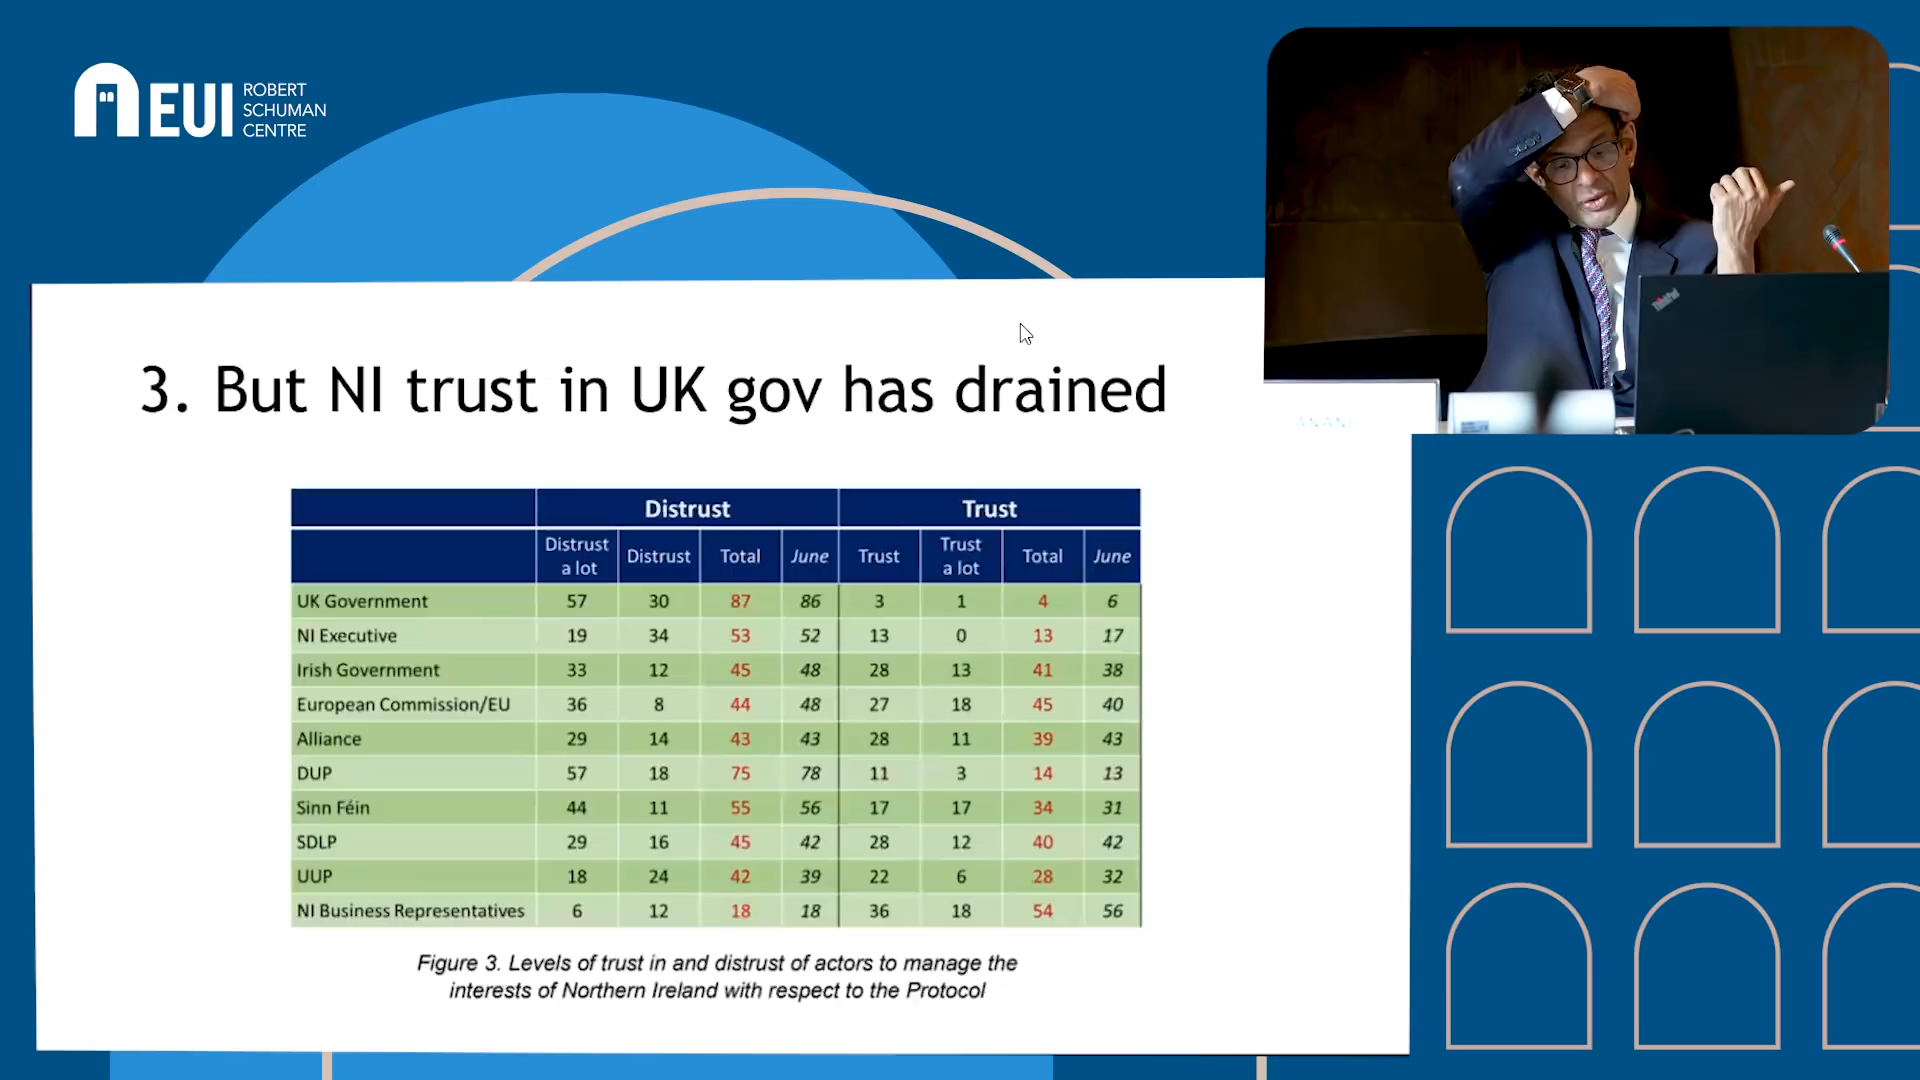 EUI
ROBERT
SCHUMAN
CENTRE
ThinkPad
ANAND
3. But NI trust in UK gov has drained
Distrust Trust
Distrust a lot Distrust Total June Trust Trust a lot Total June
UK Government 57 30 87 86 3 1 4 6
NI Executive 19 34 53 52 13 0 13 17
Irish Government 33 12 45 48 28 13 41 38
European Commission/EU 36 8 44 48 27 18 45 40
Alliance 29 14 43 43 28 11 39 43
DUP 57 18 75 78 11 3 14 13
Sinn Féin 44 11 55 56 17 17 34 31
SDLP 29 16 45 42 28 12 40 42
UUP 18 24 42 39 22 6 28 32
NI Business Representatives 6 12 18 18 36 18 54 56
Figure 3. Levels of trust in and distrust of actors to manage the
interests of Northern Ireland with respect to the Protocol